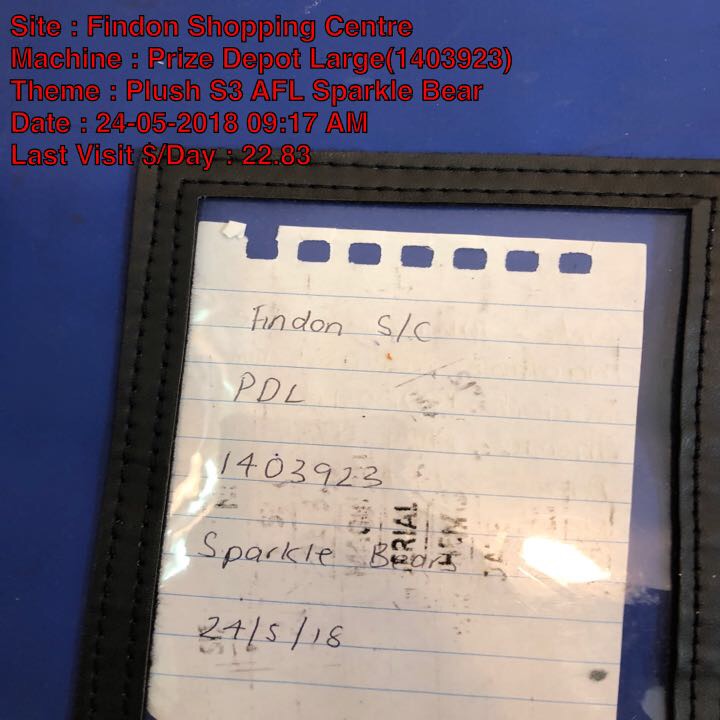 Site : Findon Shopping Centre
Machine : Prize Depot Large(1403923)
Theme : Plush S3 AFL Sparkle Bear
Date : 24-05-2018 09:17 AM
Last Visit $/Day : 22.83
Findon S/C
PDL
1403923
Sparkle Bears
24/5/18